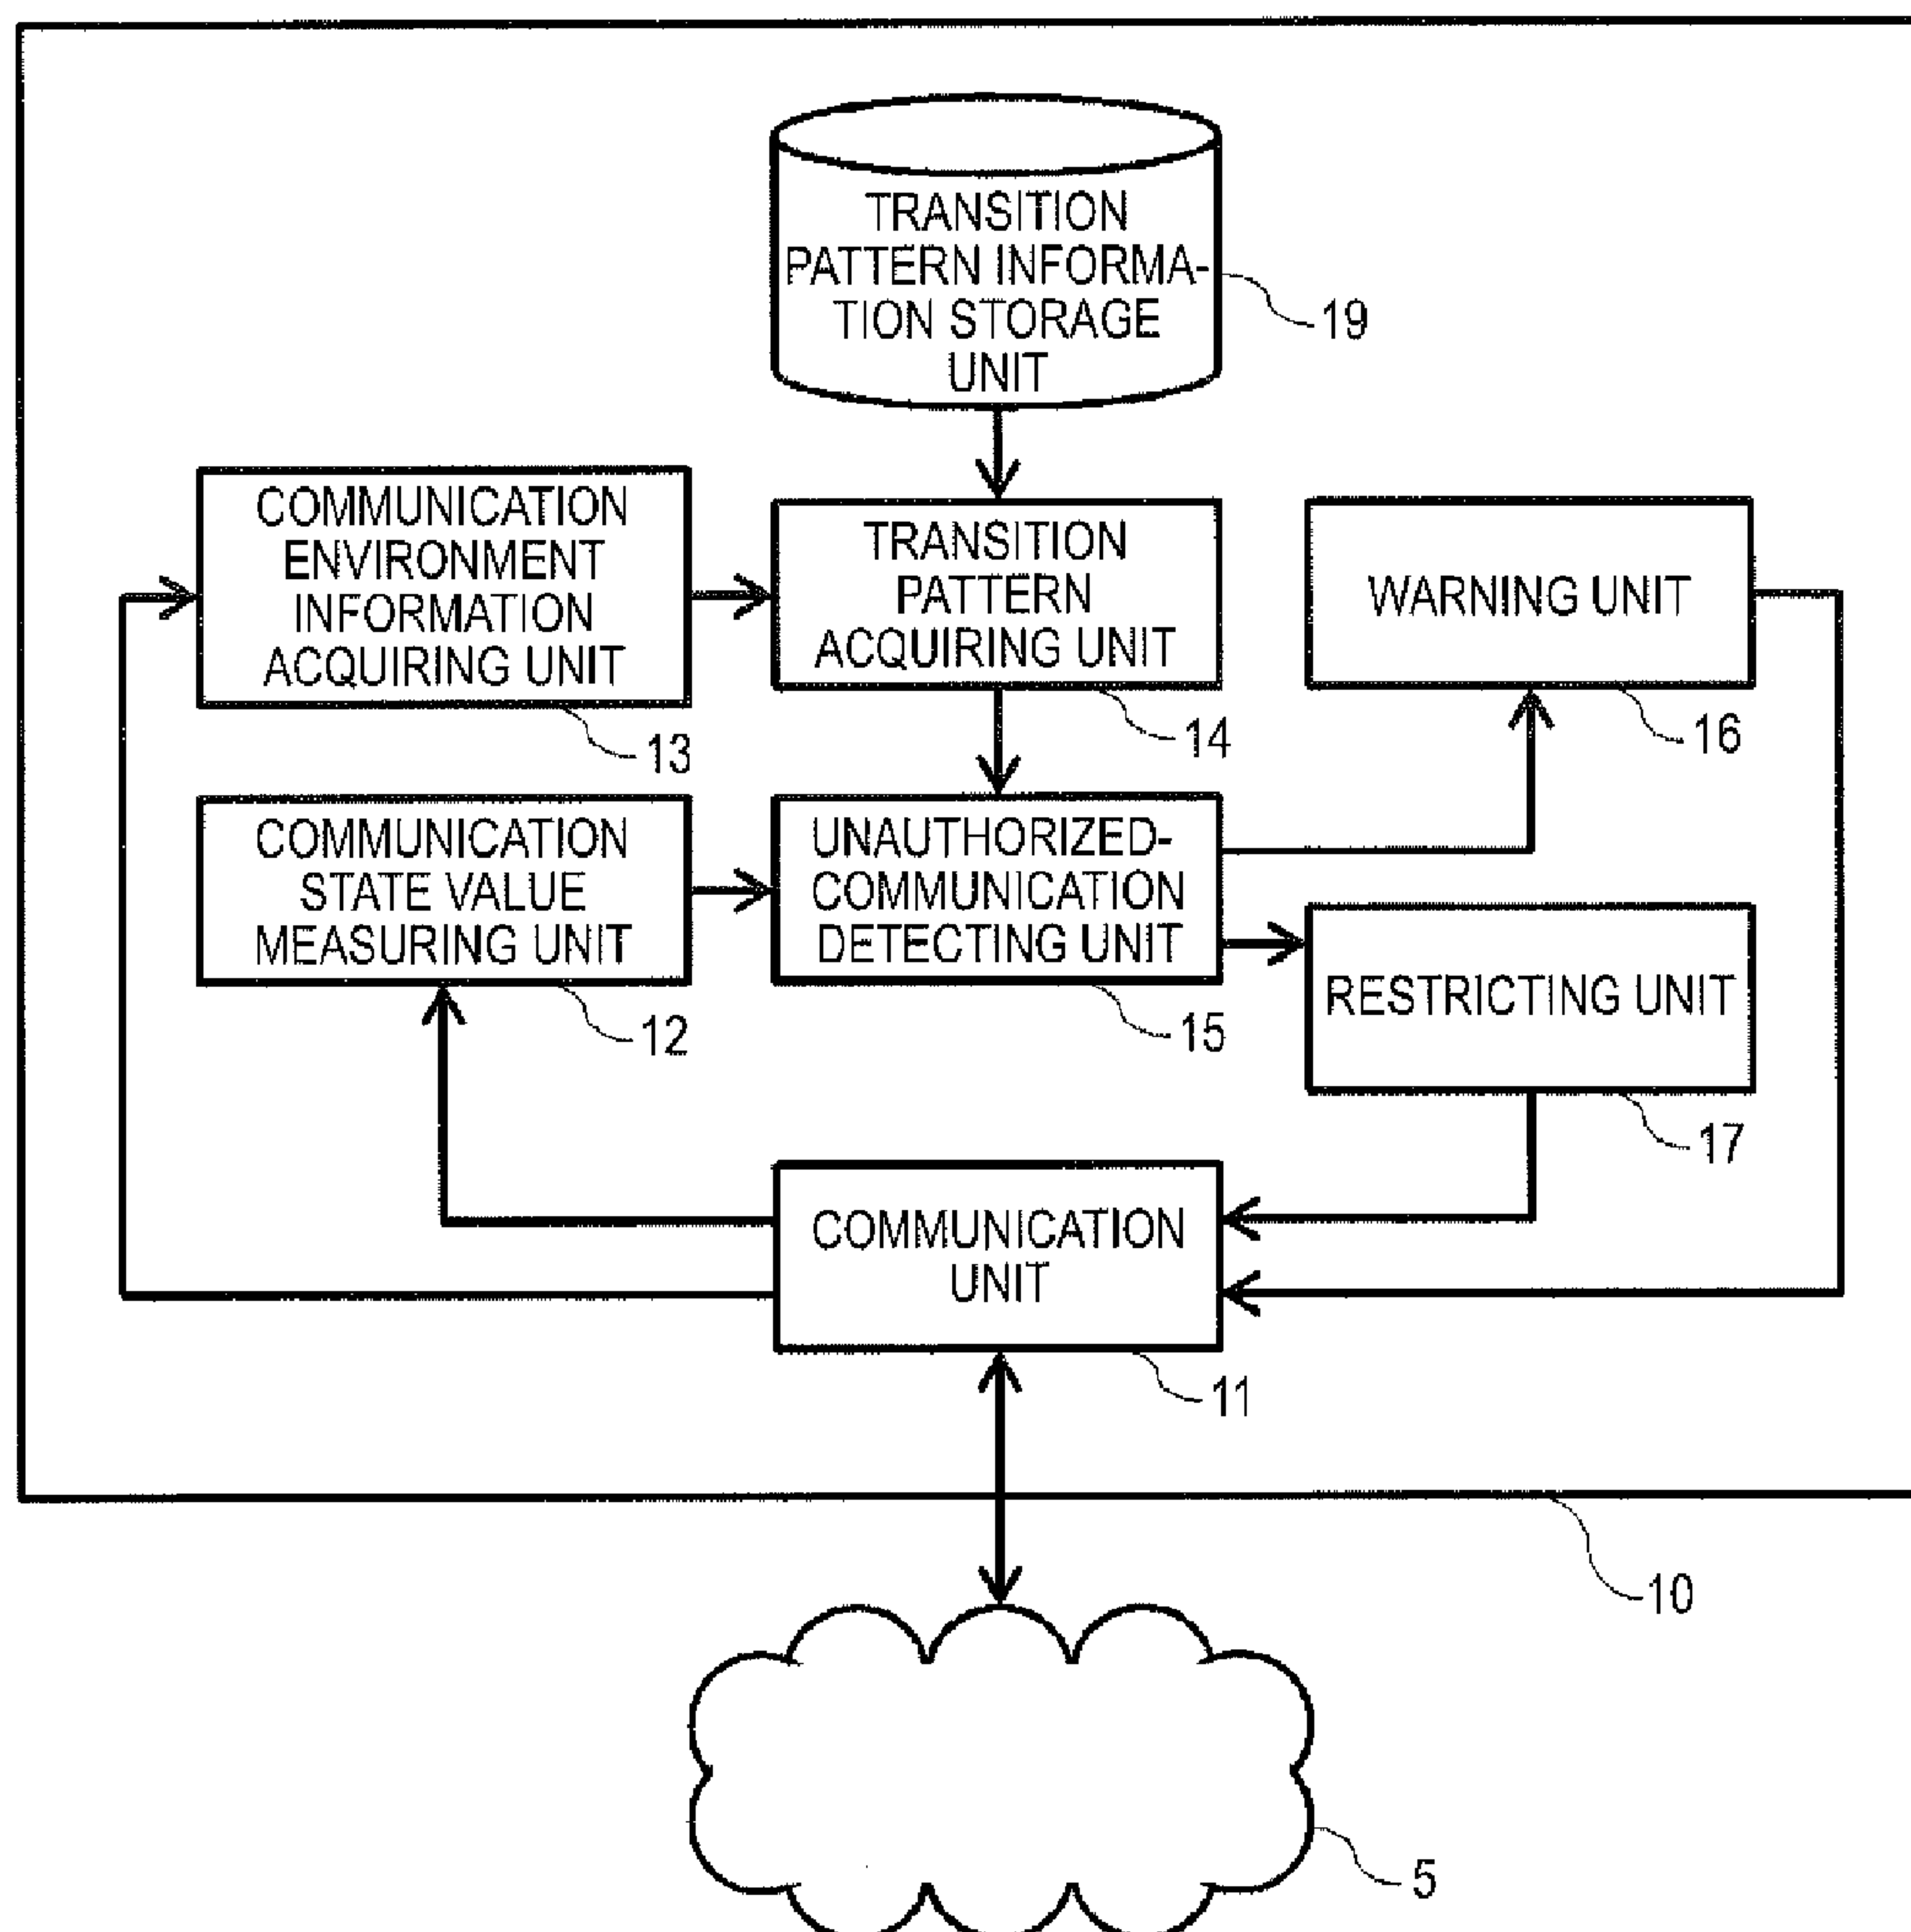 TRANSITION
PATTERN INFORMA-
TION STORAGE
UNIT
19
COMMUNICATION
ENVIRONMENT
INFORMATION
ACQUIRING UNIT
13
TRANSITION
PATTERN
ACQUIRING UNIT
14
WARNING UNIT
16
COMMUNICATION
STATE VALUE
MEASURING UNIT
12
UNAUTHORIZED-
COMMUNICATION
DETECTING UNIT
15
RESTRICTING UNIT
17
COMMUNICATION
UNIT
11
10
5